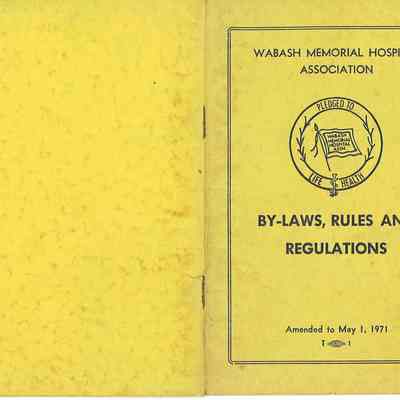 WABASH MEMORIAL HOSPI
ASSOCIATION
PLEDGED TO
WABASH
MEMORIAL
HOSPITAL
ASSN
LIFE HEALTH
BY-LAWS, RULES AN
REGULATIONS
Amended to May 1, 1971
T 1